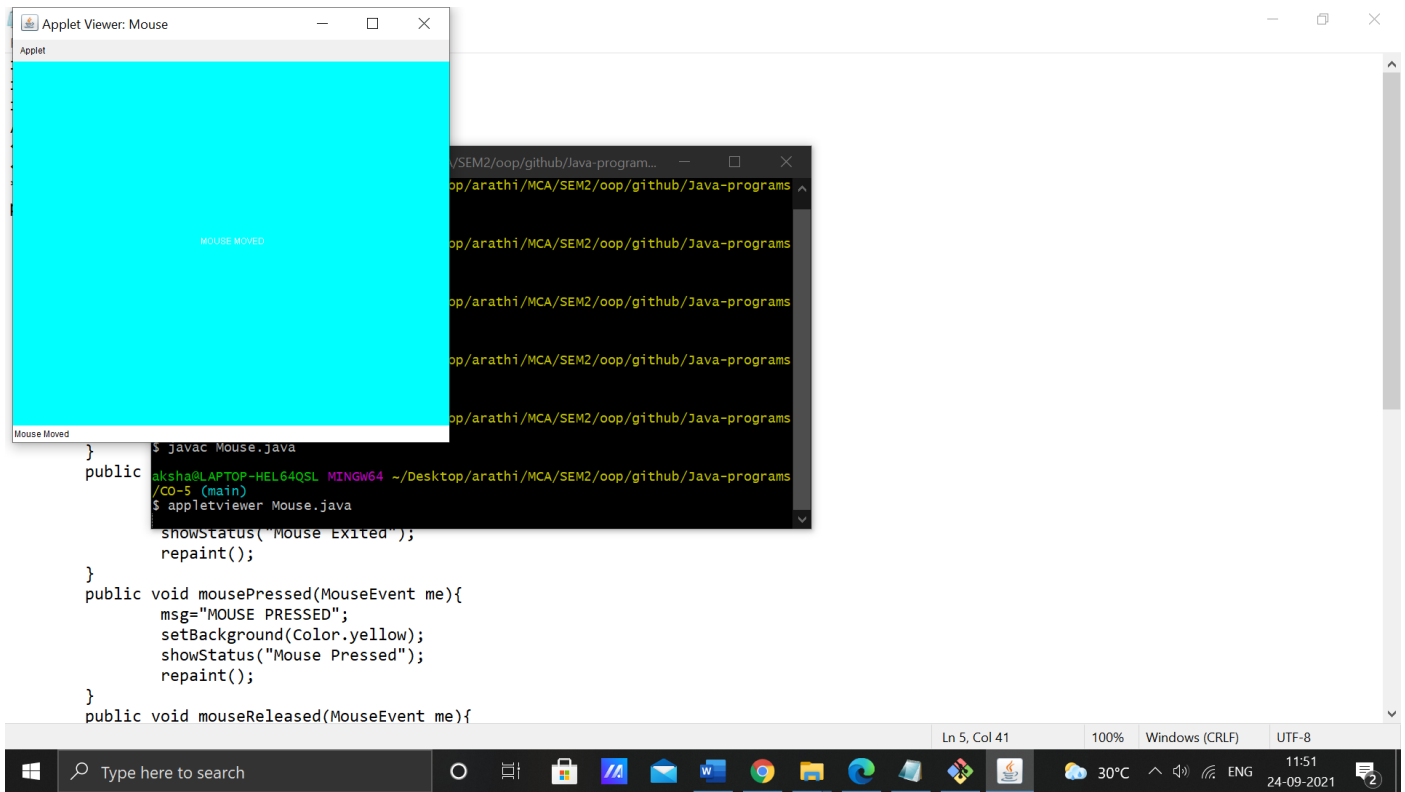 Applet Viewer: Mouse
Applet
MOUSE MOVED
Mouse Moved
/SEM2/oop/github/Java-program...
op/arathi/MCA/SEM2/oop/github/Java-programs
op/arathi/MCA/SEM2/oop/github/Java-programs
op/arathi/MCA/SEM2/oop/github/Java-programs
op/arathi/MCA/SEM2/oop/github/Java-programs
op/arathi/MCA/SEM2/oop/github/Java-programs
$ javac Mouse.java
aksha@LAPTOP-HEL64QSL MINGW64 ~/Desktop/arathi/MCA/SEM2/oop/github/Java-programs
/CO-5 (main)
$ appletviewer Mouse.java
}
public
showStatus("Mouse Exited");
repaint();
}
public void mousePressed(MouseEvent me){
msg="MOUSE PRESSED";
setBackground(Color.yellow);
showStatus("Mouse Pressed");
repaint();
}
public void mouseReleased(MouseEvent me){
Ln 5, Col 41 100% Windows (CRLF) UTF-8
Type here to search
30°C ENG 11:51
24-09-2021
2